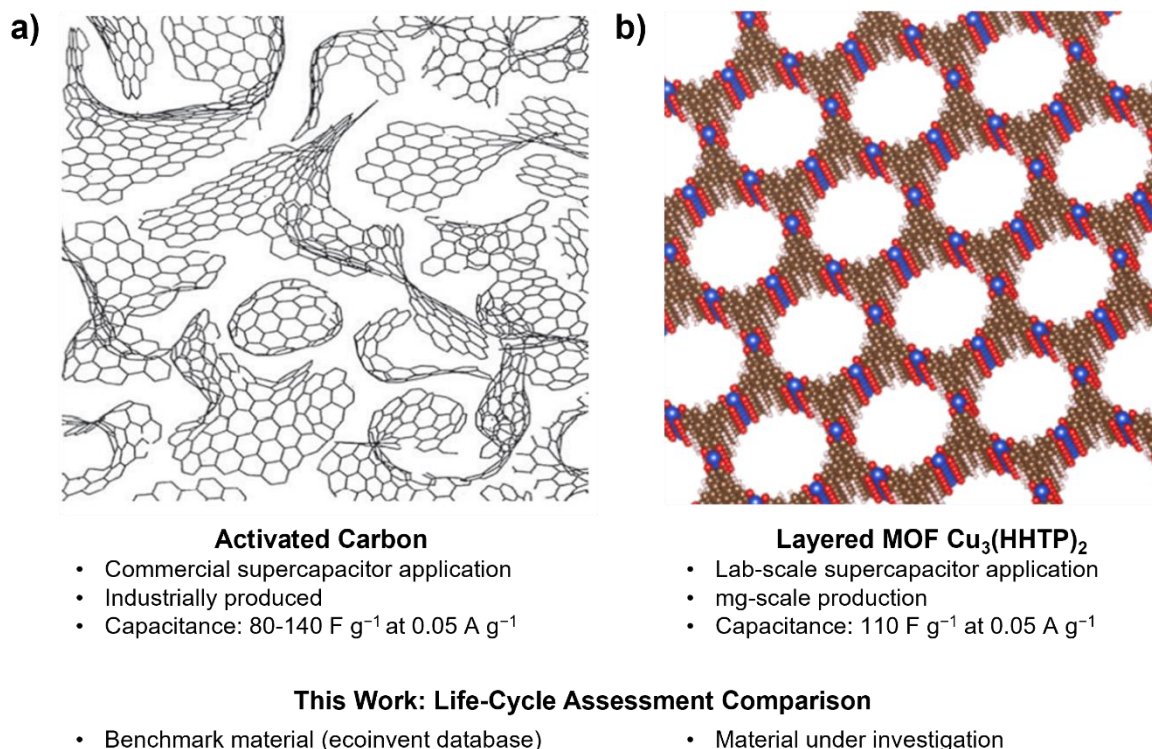 a)
b)
Activated Carbon
• Commercial supercapacitor application
• Industrially produced
• Capacitance: 80-140 F g⁻¹ at 0.05 A g⁻¹
Layered MOF Cu₃(HHTP)₂
• Lab-scale supercapacitor application
• mg-scale production
• Capacitance: 110 F g⁻¹ at 0.05 A g⁻¹
This Work: Life-Cycle Assessment Comparison
• Benchmark material (ecoinvent database)
• Material under investigation